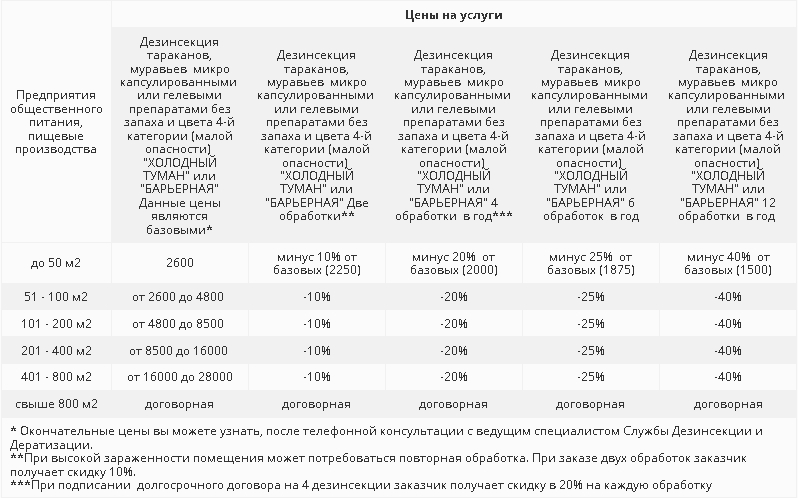 Цены на услуги
Предприятия
общественного
питания,
пищевые
производства
Дезинсекция
тараканов,
муравьев микро
капсулированными
или гелевыми
препаратами без
запаха и цвета 4-й
категории (малой
опасности)
"ХОЛОДНЫЙ
ТУМАН" или
"БАРЬЕРНАЯ"
Данные цены
являются
базовыми*
Дезинсекция
тараканов,
муравьев микро
капсулированными
или гелевыми
препаратами без
запаха и цвета 4-й
категории (малой
опасности)
"ХОЛОДНЫЙ
ТУМАН" или
"БАРЬЕРНАЯ" Две
обработки**
Дезинсекция
тараканов,
муравьев микро
капсулированными
или гелевыми
препаратами без
запаха и цвета 4-й
категории (малой
опасности)
"ХОЛОДНЫЙ
ТУМАН" или
"БАРЬЕРНАЯ" 4
обработки в год***
Дезинсекция
тараканов,
муравьев микро
капсулированными
или гелевыми
препаратами без
запаха и цвета 4-й
категории (малой
опасности)
"ХОЛОДНЫЙ
ТУМАН" или
"БАРЬЕРНАЯ" 6
обработок в год
Дезинсекция
тараканов,
муравьев микро
капсулированными
или гелевыми
препаратами без
запаха и цвета 4-й
категории (малой
опасности)
"ХОЛОДНЫЙ
ТУМАН" или
"БАРЬЕРНАЯ" 12
обработки в год
до 50 м2
2600
минус 10% от
базовых (2250)
минус 20% от
базовых (2000)
минус 25% от
базовых (1875)
минус 40% от
базовых (1500)
51 - 100 м2 от 2600 до 4800 -10% -20% -25% -40%
101 - 200 м2 от 4800 до 8500 -10% -20% -25% -40%
201 - 400 м2 от 8500 до 16000 -10% -20% -25% -40%
401 - 800 м2 от 16000 до 28000 -10% -20% -25% -40%
свыше 800 м2 договорная договорная договорная договорная договорная
* Окончательные цены вы можете узнать, после телефонной консультации с ведущим специалистом Службы Дезинсекции и
Дератизации.
**При высокой зараженности помещения может потребоваться повторная обработка. При заказе двух обработок заказчик
получает скидку 10%.
***При подписании долгосрочного договора на 4 дезинсекции заказчик получает скидку в 20% на каждую обработку